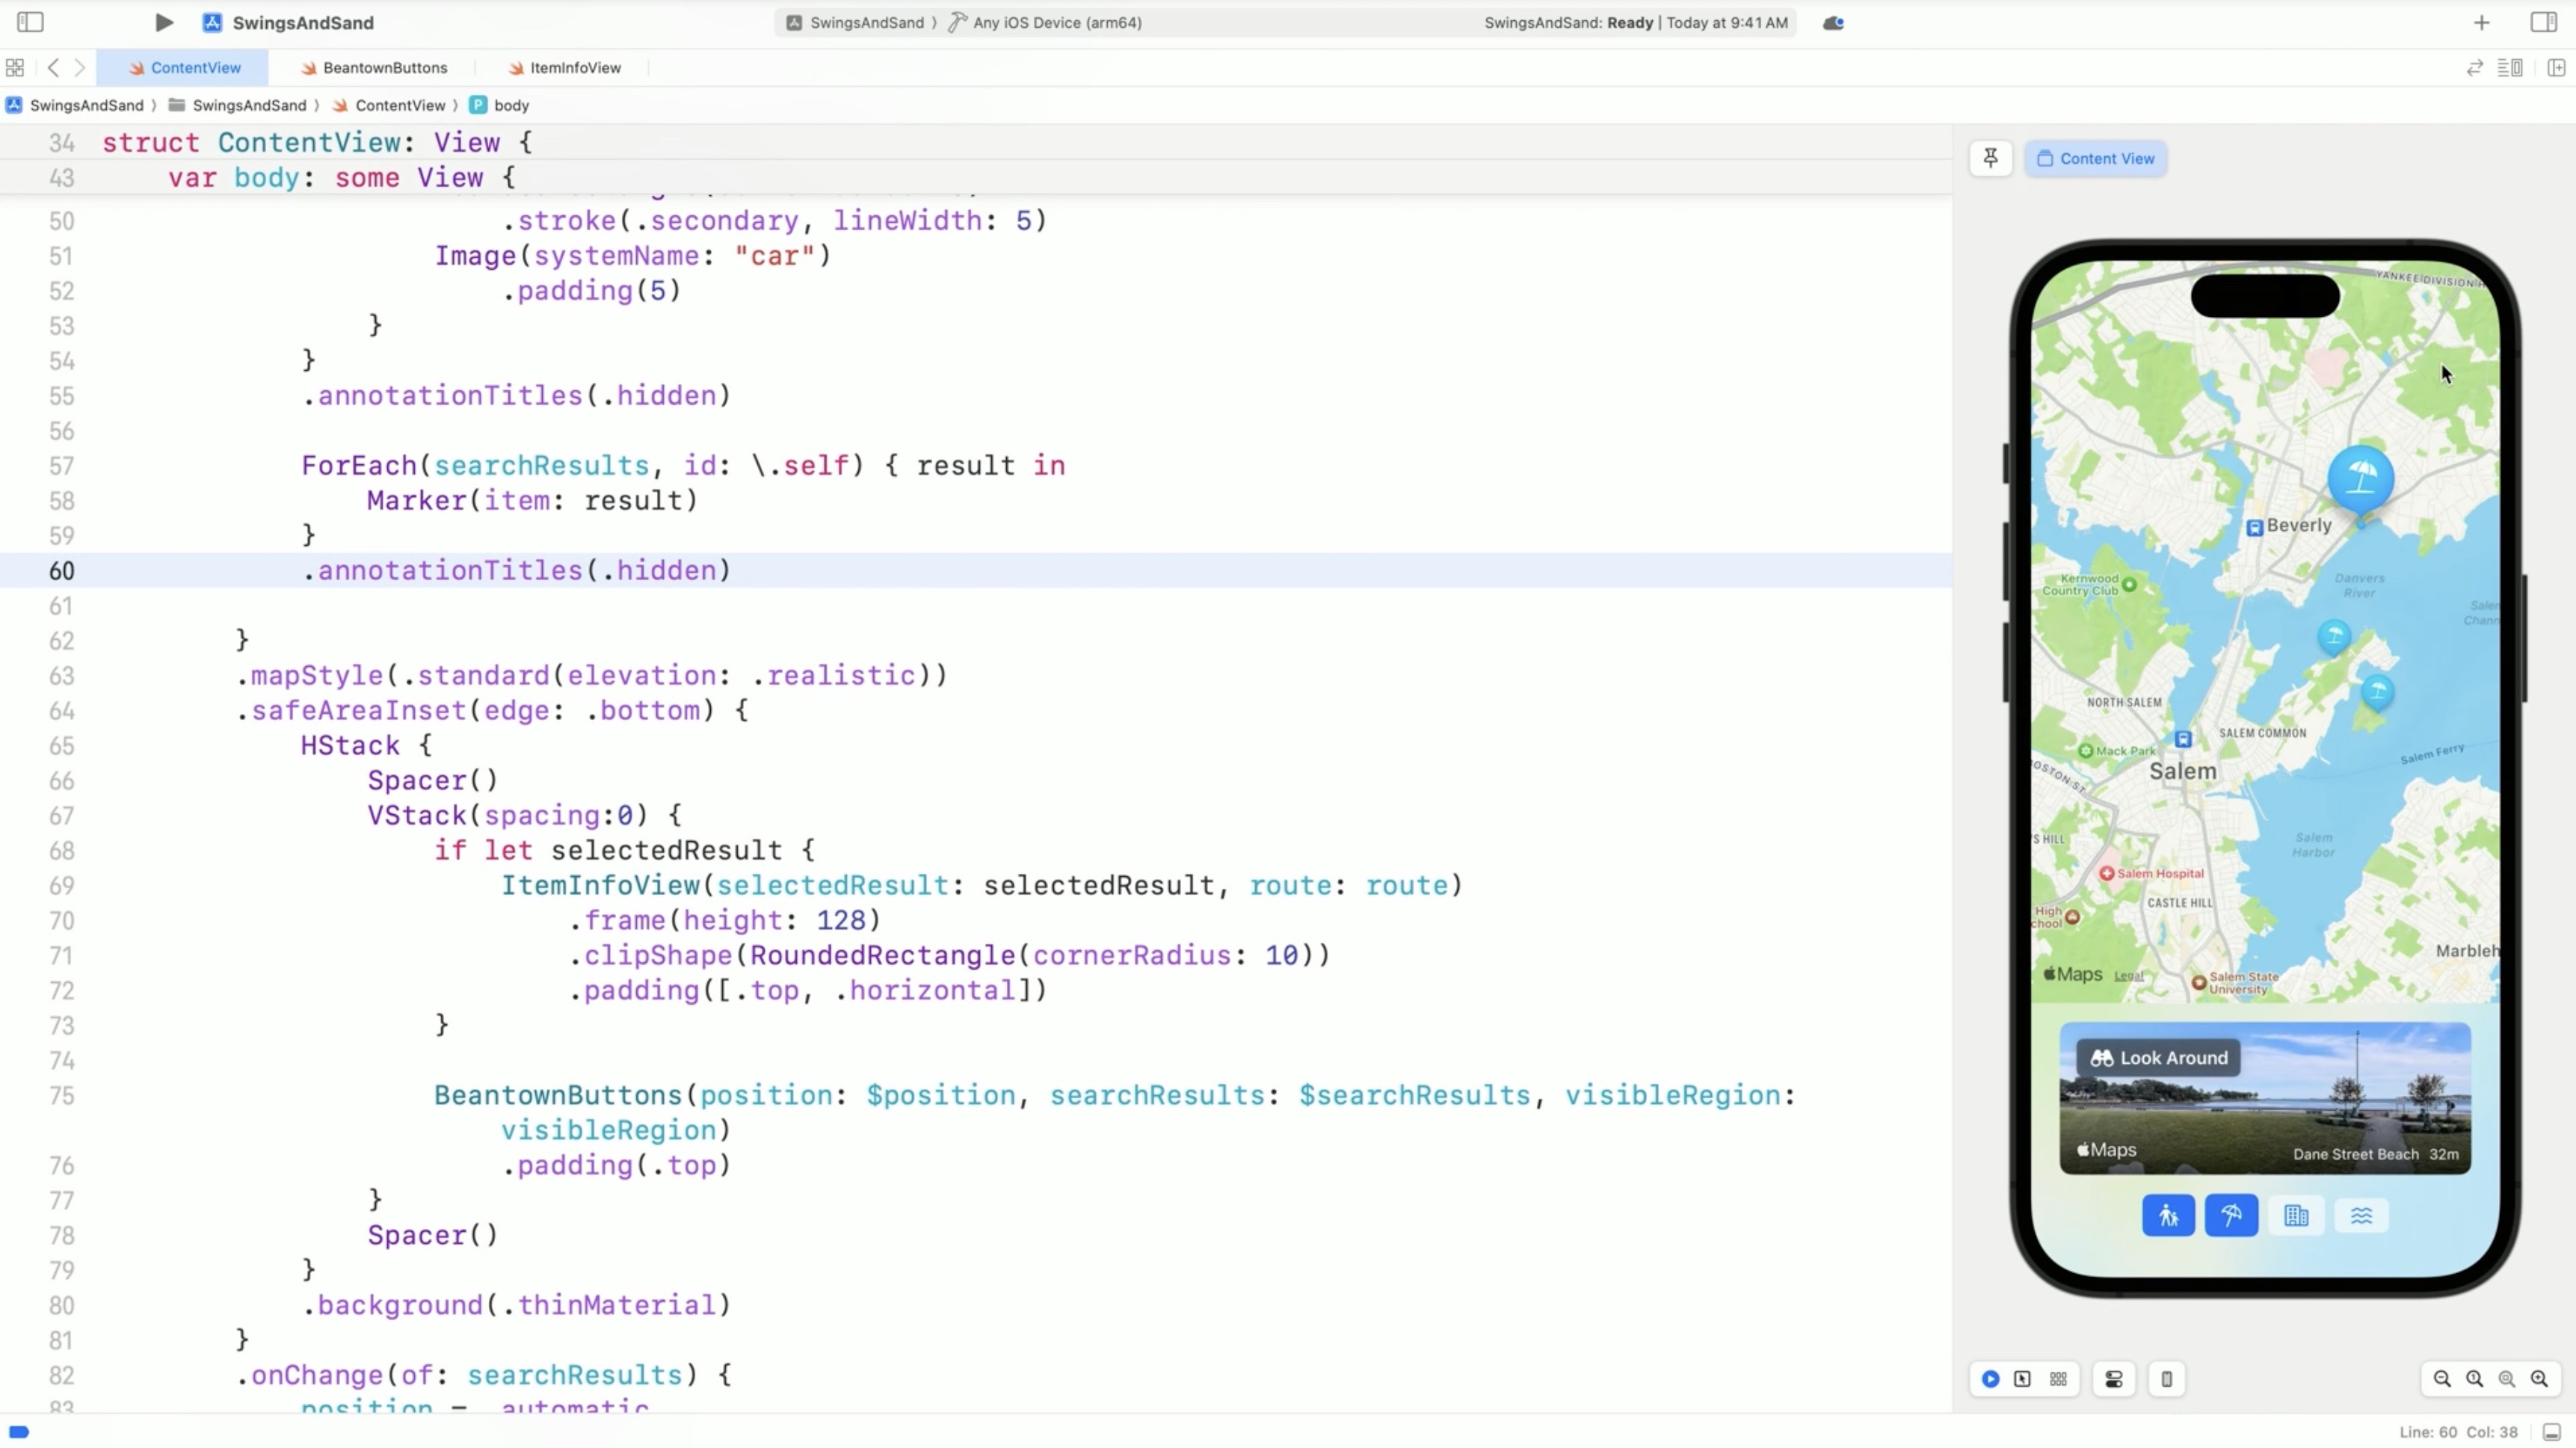 SwingsAndSand
SwingsAndSand 〉 Any iOS Device (arm64)
SwingsAndSand: Ready | Today at 9:41 AM
ContentView
BeantownButtons
ItemInfoView
SwingsAndSand 〉 SwingsAndSand 〉 ContentView 〉 P body
34 struct ContentView: View {
43     var body: some View {
50                         .stroke(.secondary, lineWidth: 5)
51                     Image(systemName: "car")
52                         .padding(5)
53                 }
54             }
55             .annotationTitles(.hidden)
56
57             ForEach(searchResults, id: \.self) { result in
58                 Marker(item: result)
59             }
60             .annotationTitles(.hidden)
61
62         }
63         .mapStyle(.standard(elevation: .realistic))
64         .safeAreaInset(edge: .bottom) {
65             HStack {
66                 Spacer()
67                 VStack(spacing:0) {
68                     if let selectedResult {
69                         ItemInfoView(selectedResult: selectedResult, route: route)
70                             .frame(height: 128)
71                             .clipShape(RoundedRectangle(cornerRadius: 10))
72                             .padding([.top, .horizontal])
73                     }
74
75                     BeantownButtons(position: $position, searchResults: $searchResults, visibleRegion:
                         visibleRegion)
76                         .padding(.top)
77                 }
78                 Spacer()
79             }
80             .background(.thinMaterial)
81         }
82         .onChange(of: searchResults) {
83             position = .automatic
Content View
YANKEE DIVISION
Beverly
Kernwood
Country Club
Danvers
River
Salem
Chann
NORTH SALEM
SALEM COMMON
Mack Park
Salem Ferry
OSTON ST
Salem
Salem
Harbor
'S HILL
Salem Hospital
CASTLE HILL
High
chool
Marbleh
Maps Legal
Salem State
University
Look Around
Maps
Dane Street Beach 32m
Line: 60 Col: 38